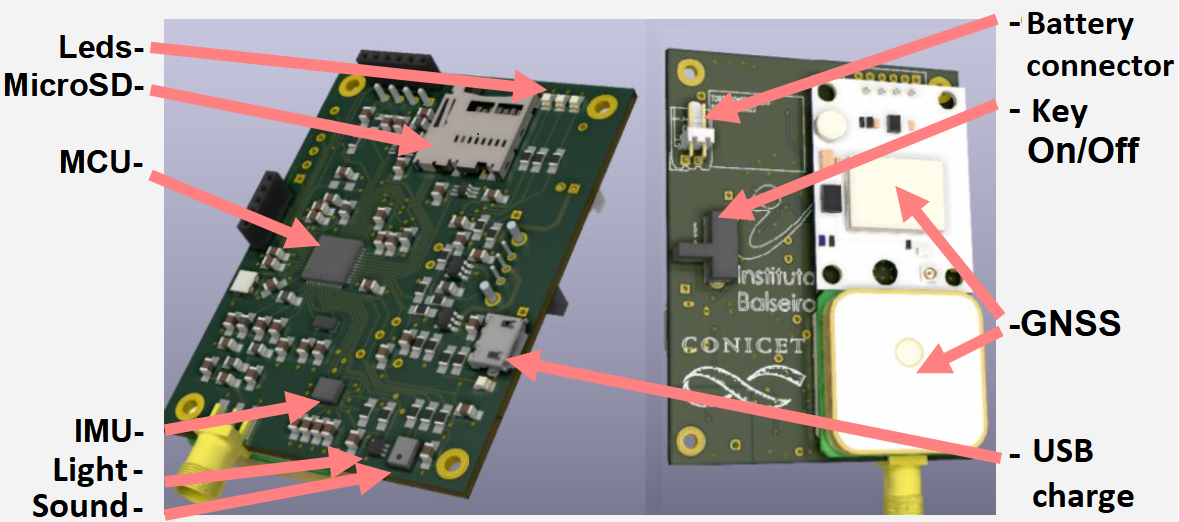 Leds-
MicroSD-
MCU-
IMU-
Light -
Sound -
- Battery
connector
- Key
On/Off
-GNSS
- USB
charge
Instituto
Balseiro
CONICET